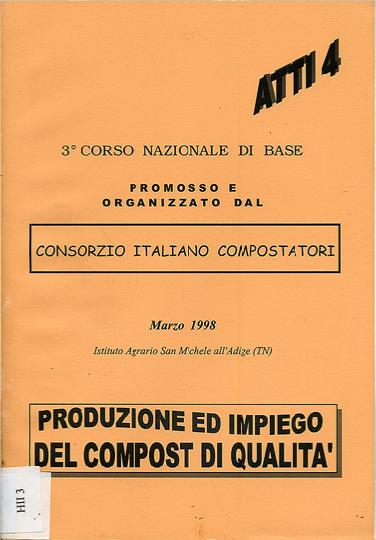 ATTI 4
3° CORSO NAZIONALE DI BASE
PROMOSSO E
ORGANIZZATO DAL
CONSORZIO ITALIANO COMPOSTATORI
Marzo 1998
Istituto Agrario San M'chele all'Adige (TN)
PRODUZIONE ED IMPIEGO
DEL COMPOST DI QUALITA'
HII 3